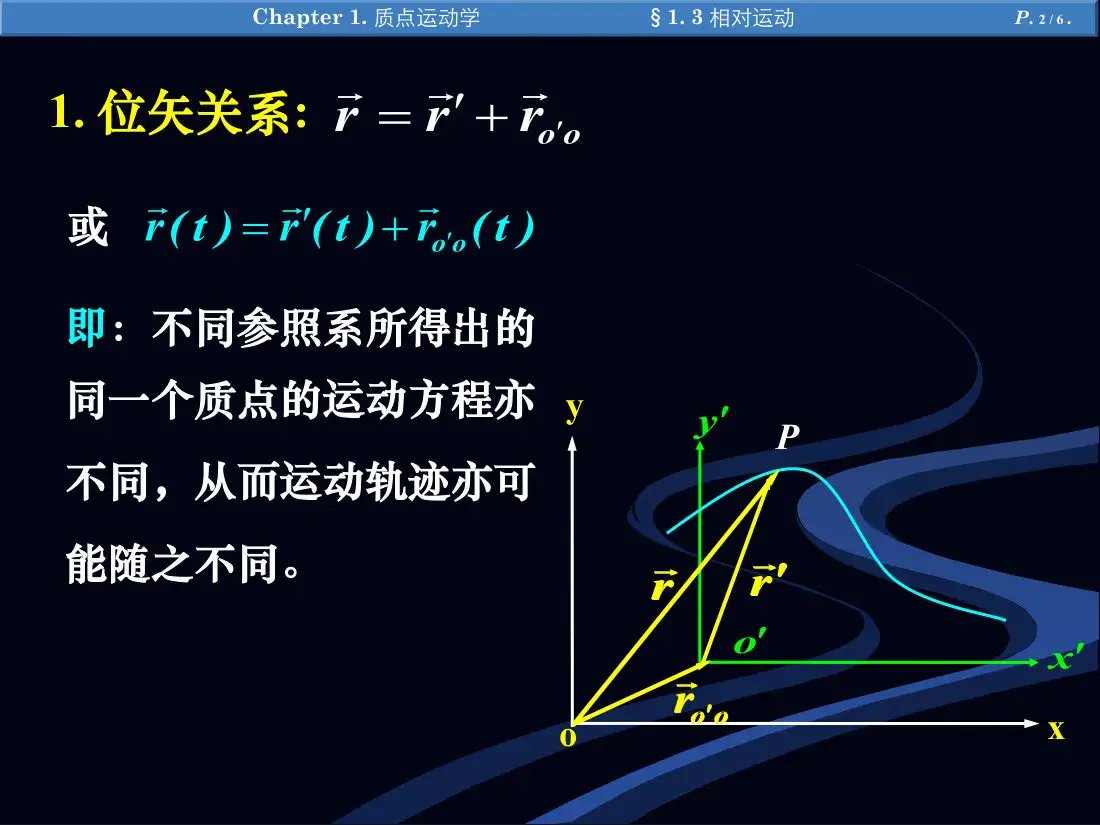 Chapter 1. 质点运动学 §1.3 相对运动 P. 2 / 6 .
1. 位矢关系: r⃗ = r⃗′ + r⃗o′o
或 r⃗(t) = r⃗′(t) + r⃗o′o(t)
即：不同参照系所得出的
同一个质点的运动方程亦
不同，从而运动轨迹亦可
能随之不同。
y
y′
P
r⃗
r⃗′
o′
x′
r⃗o′o
o
x